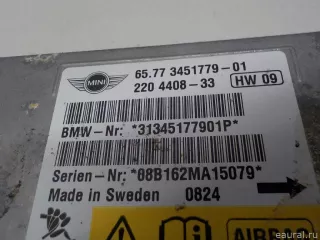 MINI
65.77 3451779-01
220 4408-33 HW 09
BMW-Nr: *31345177901P*
Serien-Nr: *08B162MA15079*
Made in Sweden 0824
AIRBAG
© eaural.ru